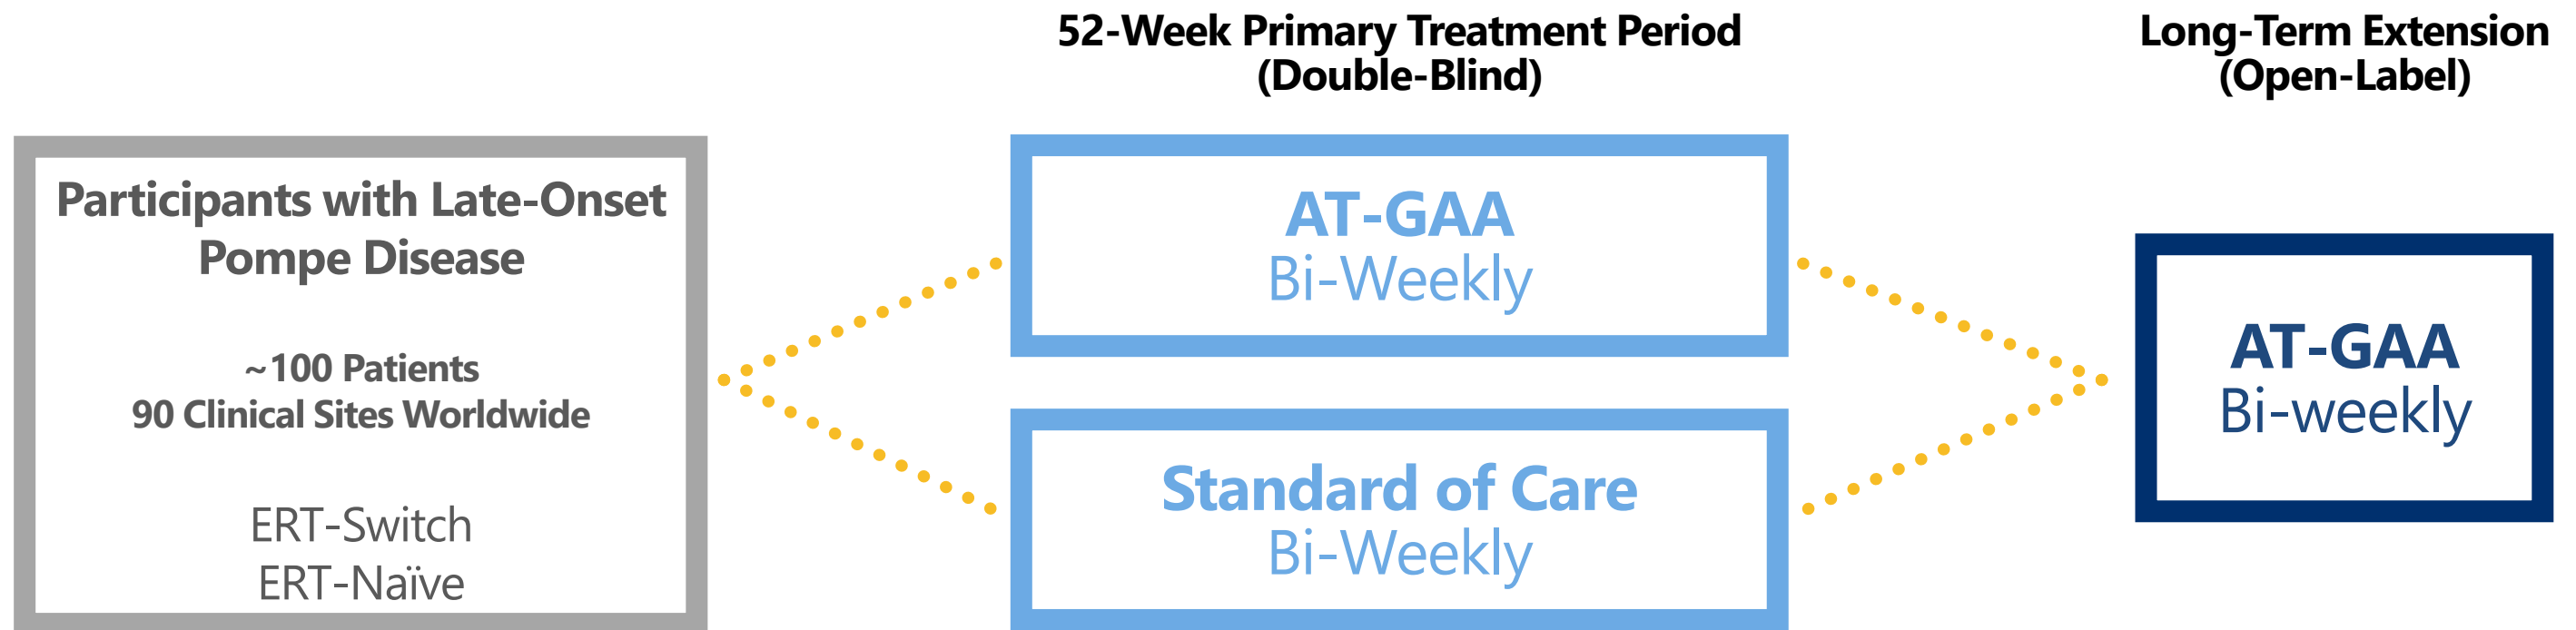 52-Week Primary Treatment Period
(Double-Blind)
Long-Term Extension
(Open-Label)
Participants with Late-Onset
Pompe Disease
~100 Patients
90 Clinical Sites Worldwide
ERT-Switch
ERT-Naïve
AT-GAA
Bi-Weekly
Standard of Care
Bi-Weekly
AT-GAA
Bi-weekly